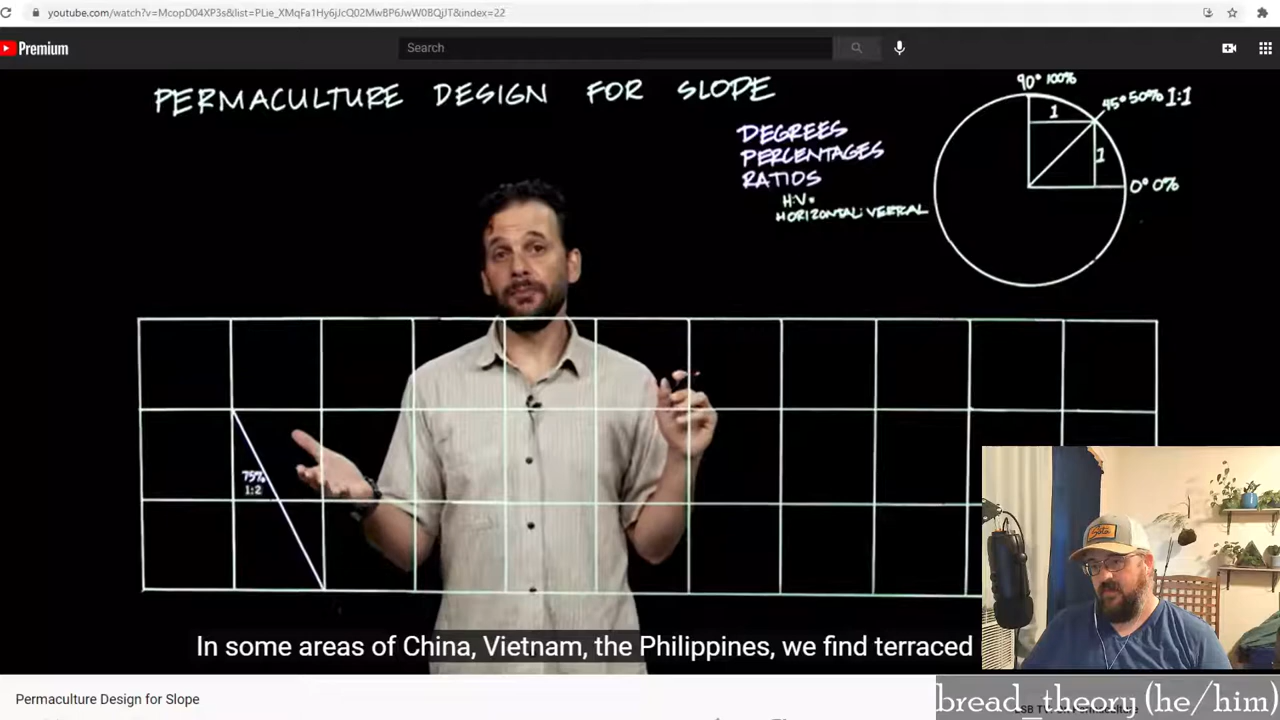 youtube.com/watch?v=McopD04XP3s&list=PLie_XMqFa1Hy6jJcQ02MwBP6JwW0BQjJT&index=22
Premium
Search
PERMACULTURE DESIGN FOR SLOPE
90° 100%
45° 50% 1:1
1
1
0° 0%
DEGREES
PERCENTAGES
RATIOS
H:V=
HORIZONTAL:VERTICAL
75%
1:2
In some areas of China, Vietnam, the Philippines, we find terraced
Permaculture Design for Slope
bread_theory (he/him)